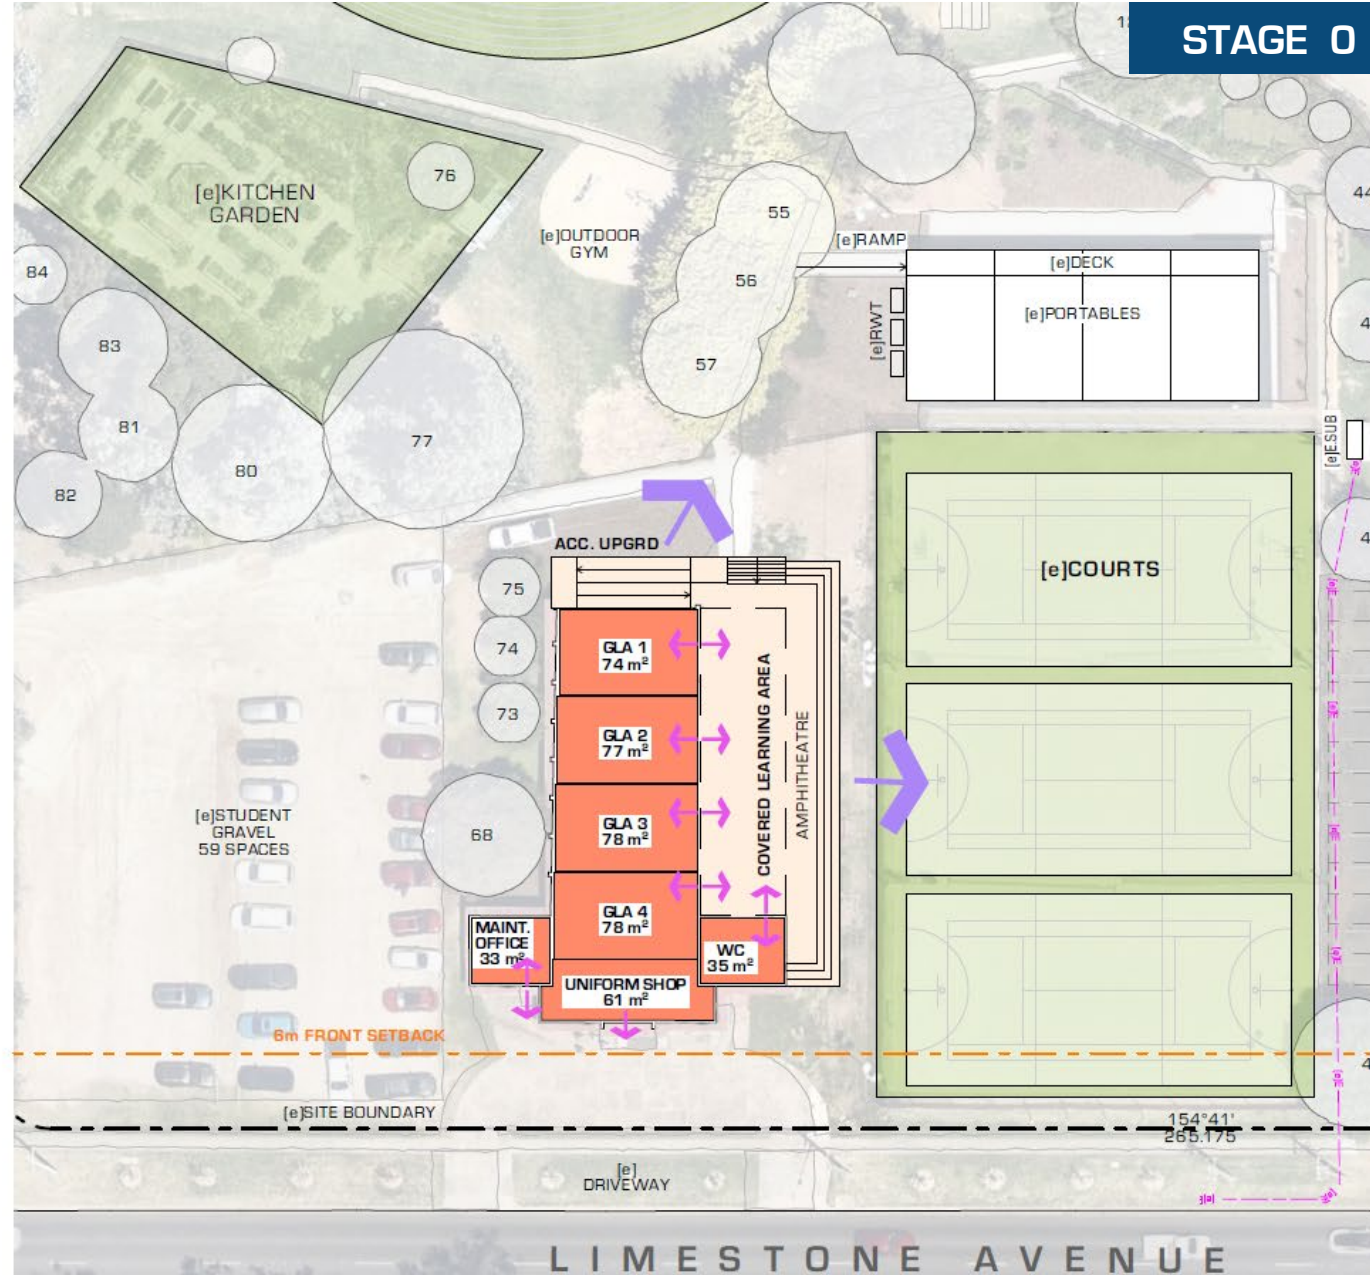 STAGE 0
[e]KITCHEN
GARDEN
76
[e]OUTDOOR
GYM
55
56
57
[e]RAMP
[e]DECK
[e]PORTABLES
[e]RWT
44
84
83
81
82
80
77
[e]ESUB
ACC. UPGRD
75
74
73
68
GLA 1
74 m²
GLA 2
77 m²
GLA 3
78 m²
GLA 4
78 m²
COVERED LEARNING AREA
AMPHITHEATRE
[e]COURTS
[e]STUDENT
GRAVEL
59 SPACES
MAINT.
OFFICE
33 m²
WC
35 m²
UNIFORM SHOP
61 m²
6m FRONT SETBACK
[e]SITE BOUNDARY
154°41'
265.175
[e]
DRIVEWAY
LIMESTONE AVENUE